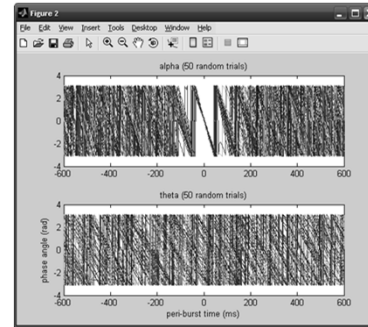 Figure 2
File Edit View Insert Tools Desktop Window Help
alpha (50 random trials)
4
2
0
-2
-4
-600 -400 -200 0 200 400 600
theta (50 random trials)
4
2
0
-2
-4
phase angle (rad)
-600 -400 -200 0 200 400 600
peri-burst time (ms)